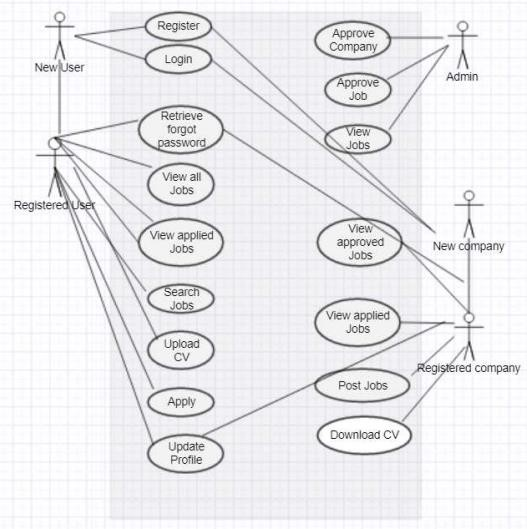 Register
Login
New User
Approve
Company
Approve
Job
Admin
View
Jobs
Retrieve
forgot
password
View all
Jobs
Registered User
View applied
Jobs
View
approved
Jobs
New company
Search
Jobs
View applied
Jobs
Upload
CV
Registered company
Post Jobs
Apply
Download CV
Update
Profile